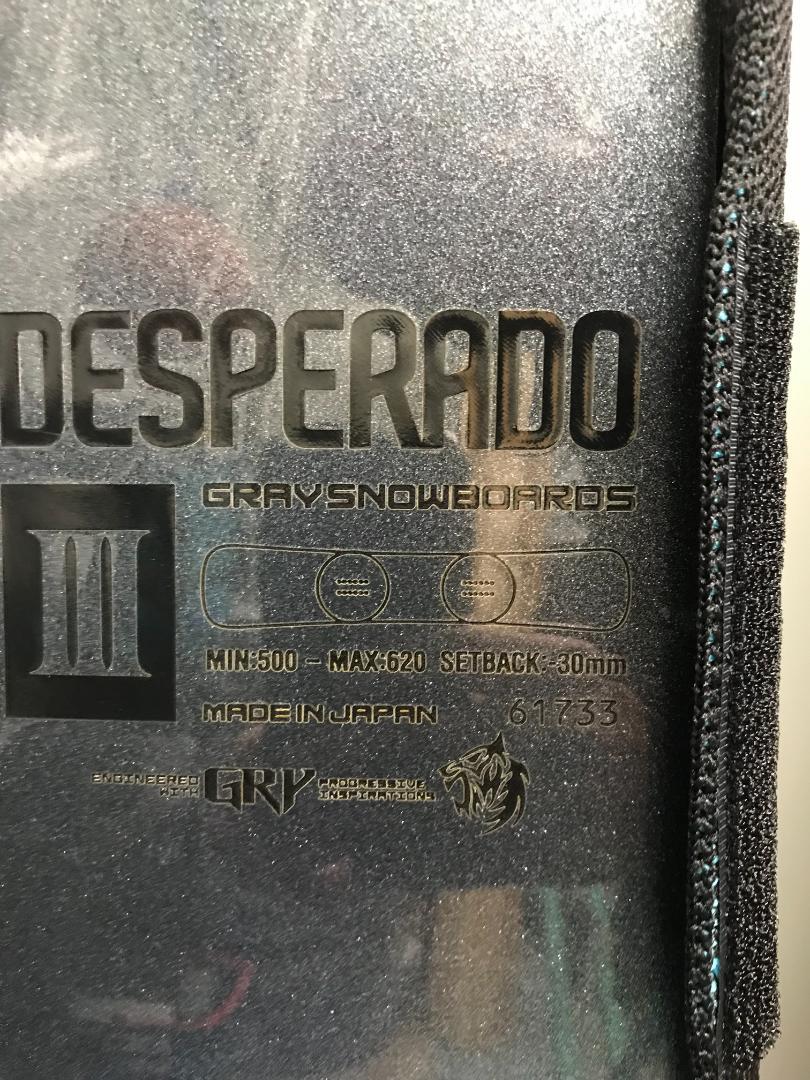 DESPERADO
III
GRAYSNOWBOARDS
MIN:500 - MAX:620 SETBACK:-30mm
MADE IN JAPAN 61733
ENGINEERED WITH GRY PROGRESSIVE INSPIRATIONS